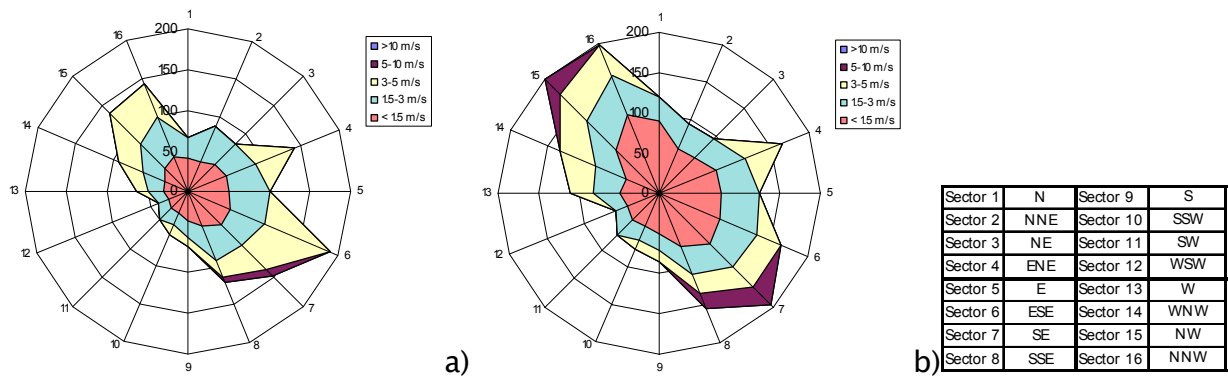 1
2
3
4
5
6
7
8
9
10
11
12
13
14
15
16
200
150
100
50
0
>10 m/s
5-10 m/s
3-5 m/s
1.5-3 m/s
< 1.5 m/s
a)
1
2
3
4
5
6
7
8
9
10
11
12
13
14
15
16
200
150
100
50
0
>10 m/s
5-10 m/s
3-5 m/s
1.5-3 m/s
< 1.5 m/s
b)
Sector 1 N Sector 9 S
Sector 2 NNE Sector 10 SSW
Sector 3 NE Sector 11 SW
Sector 4 ENE Sector 12 WSW
Sector 5 E Sector 13 W
Sector 6 ESE Sector 14 WNW
Sector 7 SE Sector 15 NW
Sector 8 SSE Sector 16 NNW